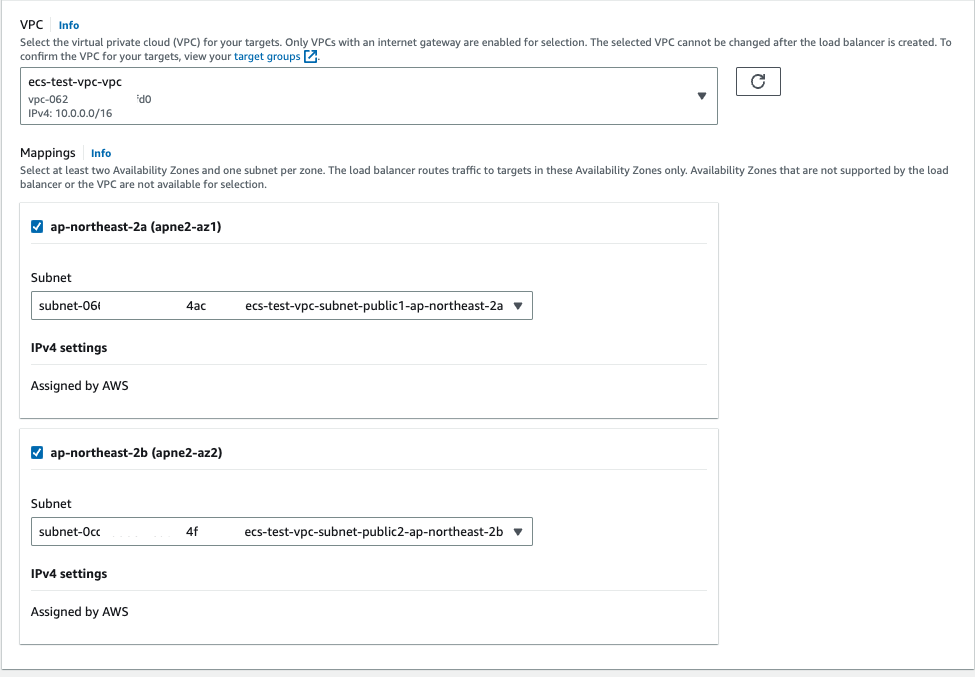 VPC Info
Select the virtual private cloud (VPC) for your targets. Only VPCs with an internet gateway are enabled for selection. The selected VPC cannot be changed after the load balancer is created. To
confirm the VPC for your targets, view your target groups.
ecs-test-vpc-vpc
vpc-062 fd0
IPv4: 10.0.0.0/16
Mappings Info
Select at least two Availability Zones and one subnet per zone. The load balancer routes traffic to targets in these Availability Zones only. Availability Zones that are not supported by the load
balancer or the VPC are not available for selection.
ap-northeast-2a (apne2-az1)
Subnet
subnet-06 4ac ecs-test-vpc-subnet-public1-ap-northeast-2a
IPv4 settings
Assigned by AWS
ap-northeast-2b (apne2-az2)
Subnet
subnet-0cc 4f ecs-test-vpc-subnet-public2-ap-northeast-2b
IPv4 settings
Assigned by AWS